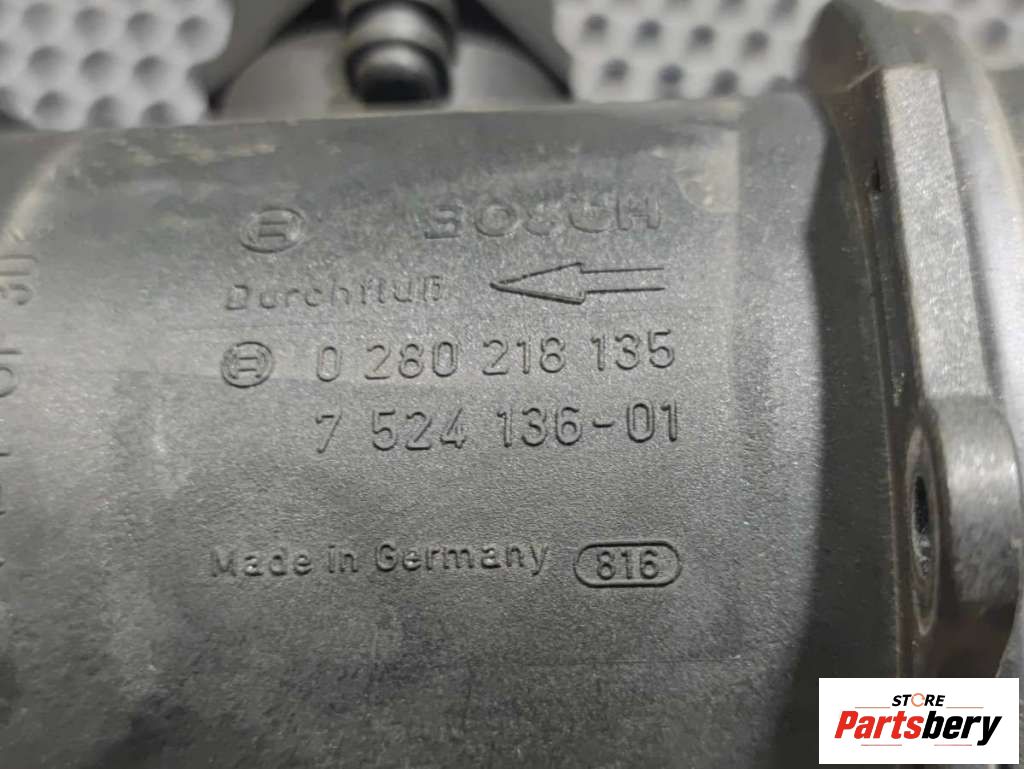 BOSCH
Durchfluß
0 280 218 135
7 524 136-01
Made in Germany 816
STORE
Partsbery